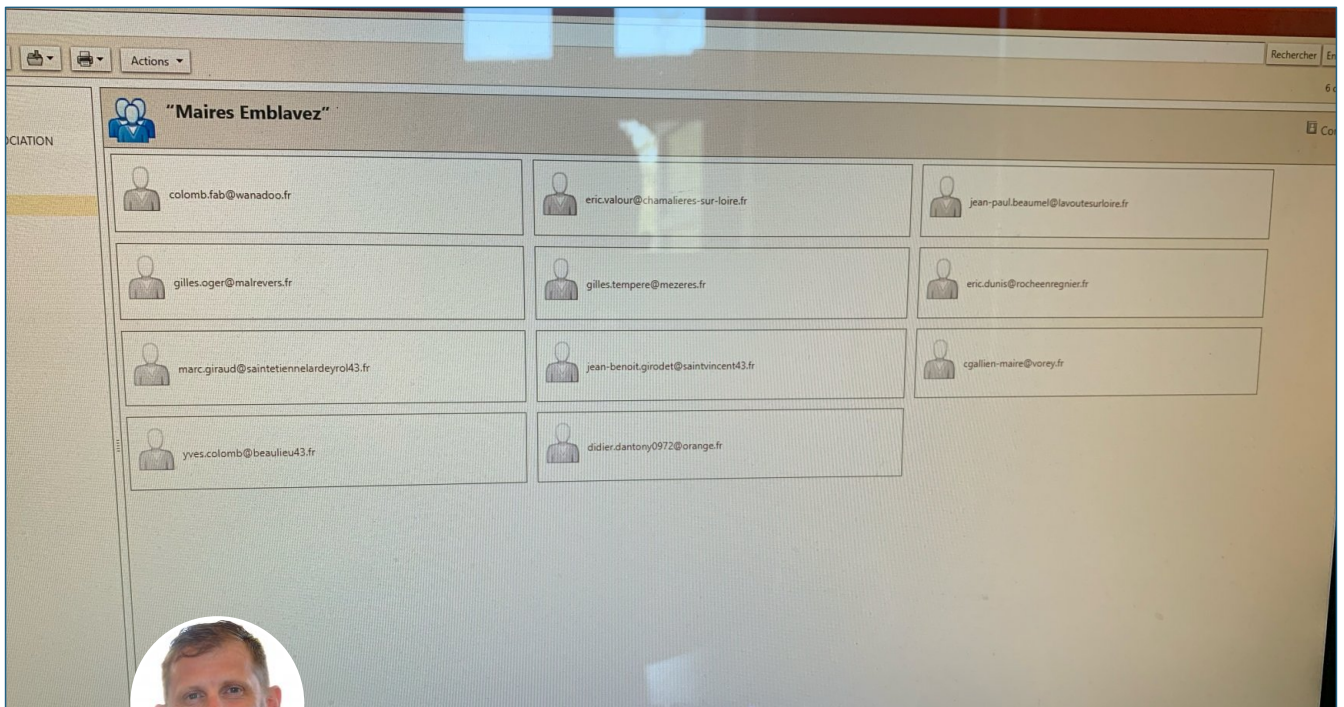 Actions
Rechercher
"Maires Emblavez"
colomb.fab@wanadoo.fr
eric.valour@chamalieres-sur-loire.fr
jean-paul.beaumel@lavoutesurloire.fr
gilles.oger@malrevers.fr
gilles.tempere@mezeres.fr
eric.dunis@rocheenregnier.fr
marc.giraud@saintetiennelardeyrol43.fr
jean-benoit.girodet@saintvincent43.fr
cgallien-maire@vorey.fr
yves.colomb@beaulieu43.fr
didier.dantony0972@orange.fr